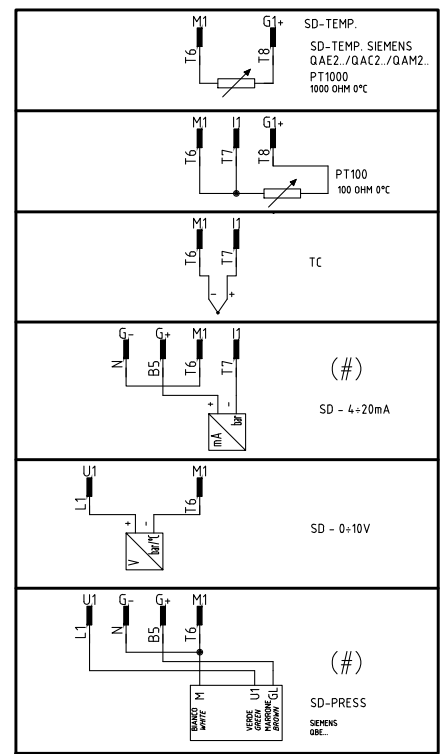 M1 G1+ SD-TEMP.
T6 T8
SD-TEMP. SIEMENS
QAE2../QAC2../QAM2..
PT1000
1000 OHM 0°C
M1 I1 G1+
T6 T7 T8
PT100
100 OHM 0°C
M1 I1
T6 T7
- +
TC
G- G+ M1 I1
N B5 T6 T7
(#)
+ -
mA bar
SD - 4÷20mA
U1 M1
L1 T6
+ -
V bar/°C
SD - 0÷10V
U1 G- G+ M1
L1 N B5 T6
(#)
M U1 GL
BIANCO VERDE MARRONE
WHITE GREEN BROWN
SD-PRESS
SIEMENS
QBE...